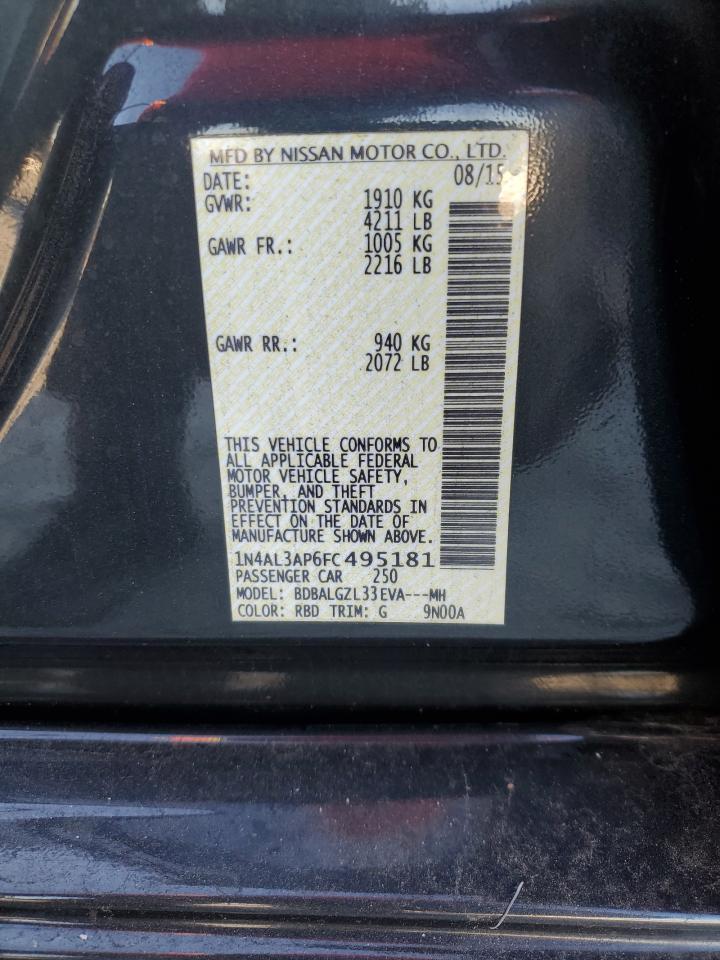 MFD BY NISSAN MOTOR CO., LTD.
DATE: 08/15
GVWR: 1910 KG
4211 LB
GAWR FR.: 1005 KG
2216 LB
GAWR RR.: 940 KG
2072 LB
THIS VEHICLE CONFORMS TO
ALL APPLICABLE FEDERAL
MOTOR VEHICLE SAFETY,
BUMPER, AND THEFT
PREVENTION STANDARDS IN
EFFECT ON THE DATE OF
MANUFACTURE SHOWN ABOVE.
1N4AL3AP6FC495181
PASSENGER CAR 250
MODEL: BDBALGZL33EVA---MH
COLOR: RBD TRIM: G 9N00A